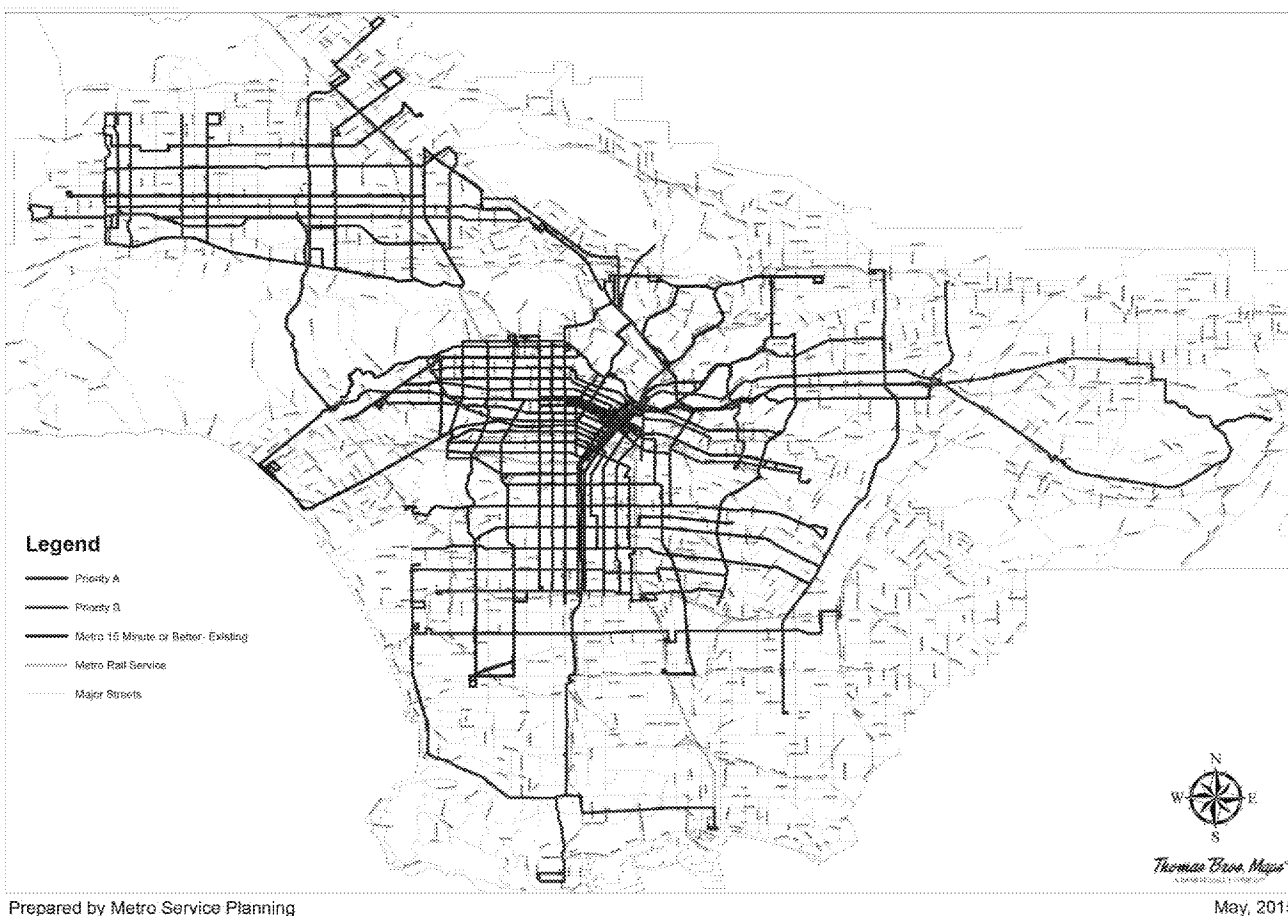 Legend
Priority A
Priority B
Metro 15 Minute or Better- Existing
Metro Rail Service
Major Streets
N
W E
S
Thomas Bros. Maps
Prepared by Metro Service Planning
May, 201